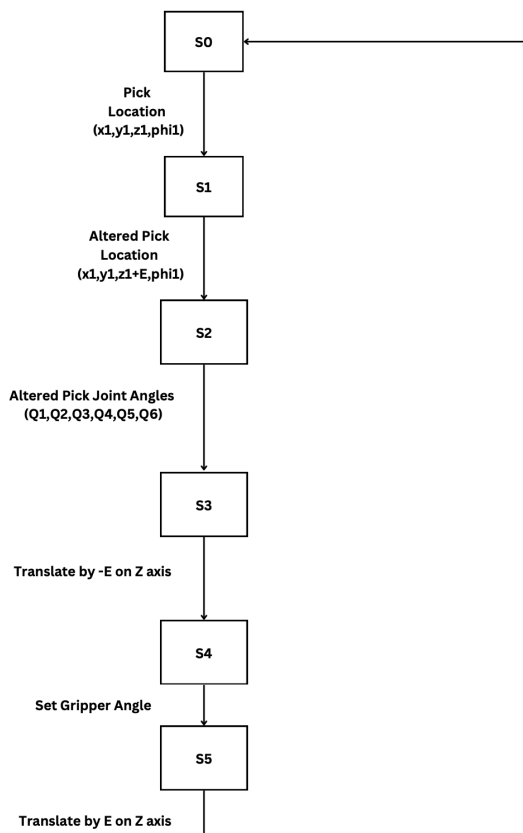 S0
Pick
Location
(x1,y1,z1,phi1)
S1
Altered Pick
Location
(x1,y1,z1+E,phi1)
S2
Altered Pick Joint Angles
(Q1,Q2,Q3,Q4,Q5,Q6)
S3
Translate by -E on Z axis
S4
Set Gripper Angle
S5
Translate by E on Z axis